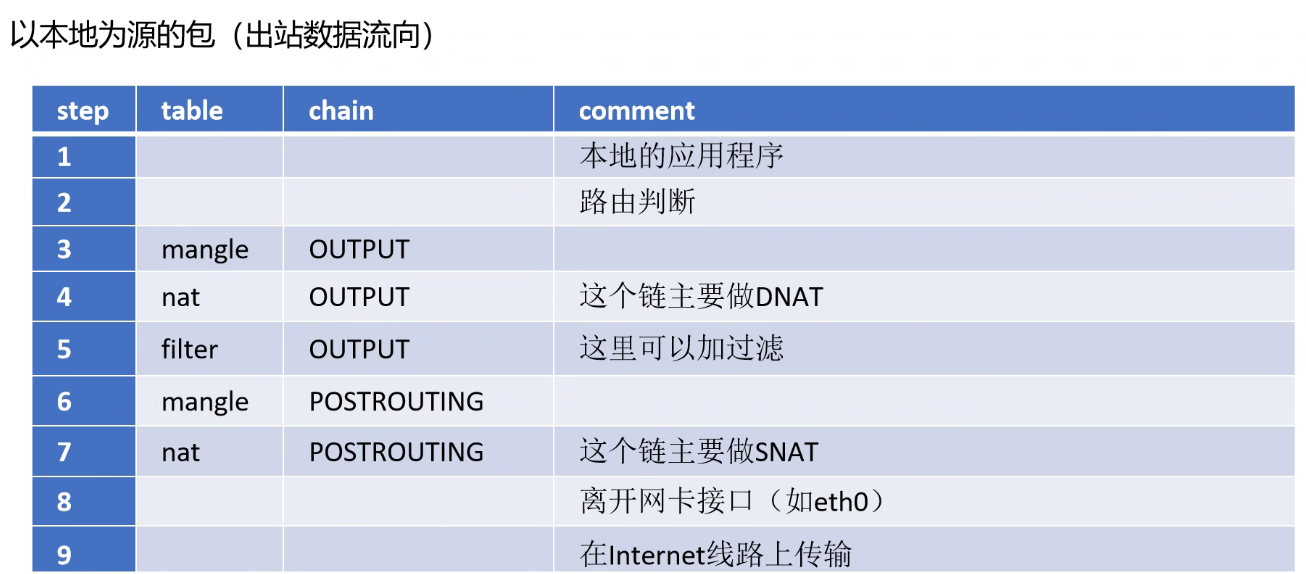 以本地为源的包（出站数据流向）
step table chain comment
1 本地的应用程序
2 路由判断
3 mangle OUTPUT
4 nat OUTPUT 这个链主要做DNAT
5 filter OUTPUT 这里可以加过滤
6 mangle POSTROUTING
7 nat POSTROUTING 这个链主要做SNAT
8 离开网卡接口（如eth0）
9 在Internet线路上传输